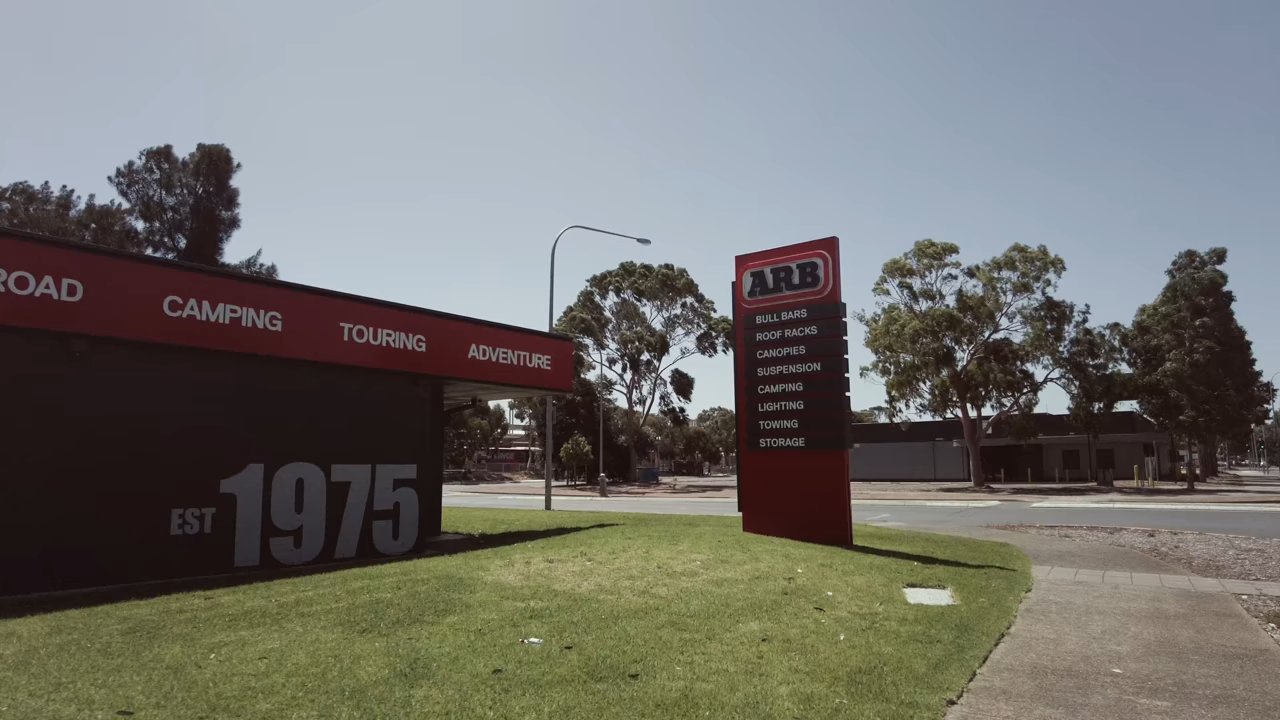 ROAD CAMPING TOURING ADVENTURE
EST 1975
ARB
BULL BARS
ROOF RACKS
CANOPIES
SUSPENSION
CAMPING
LIGHTING
TOWING
STORAGE